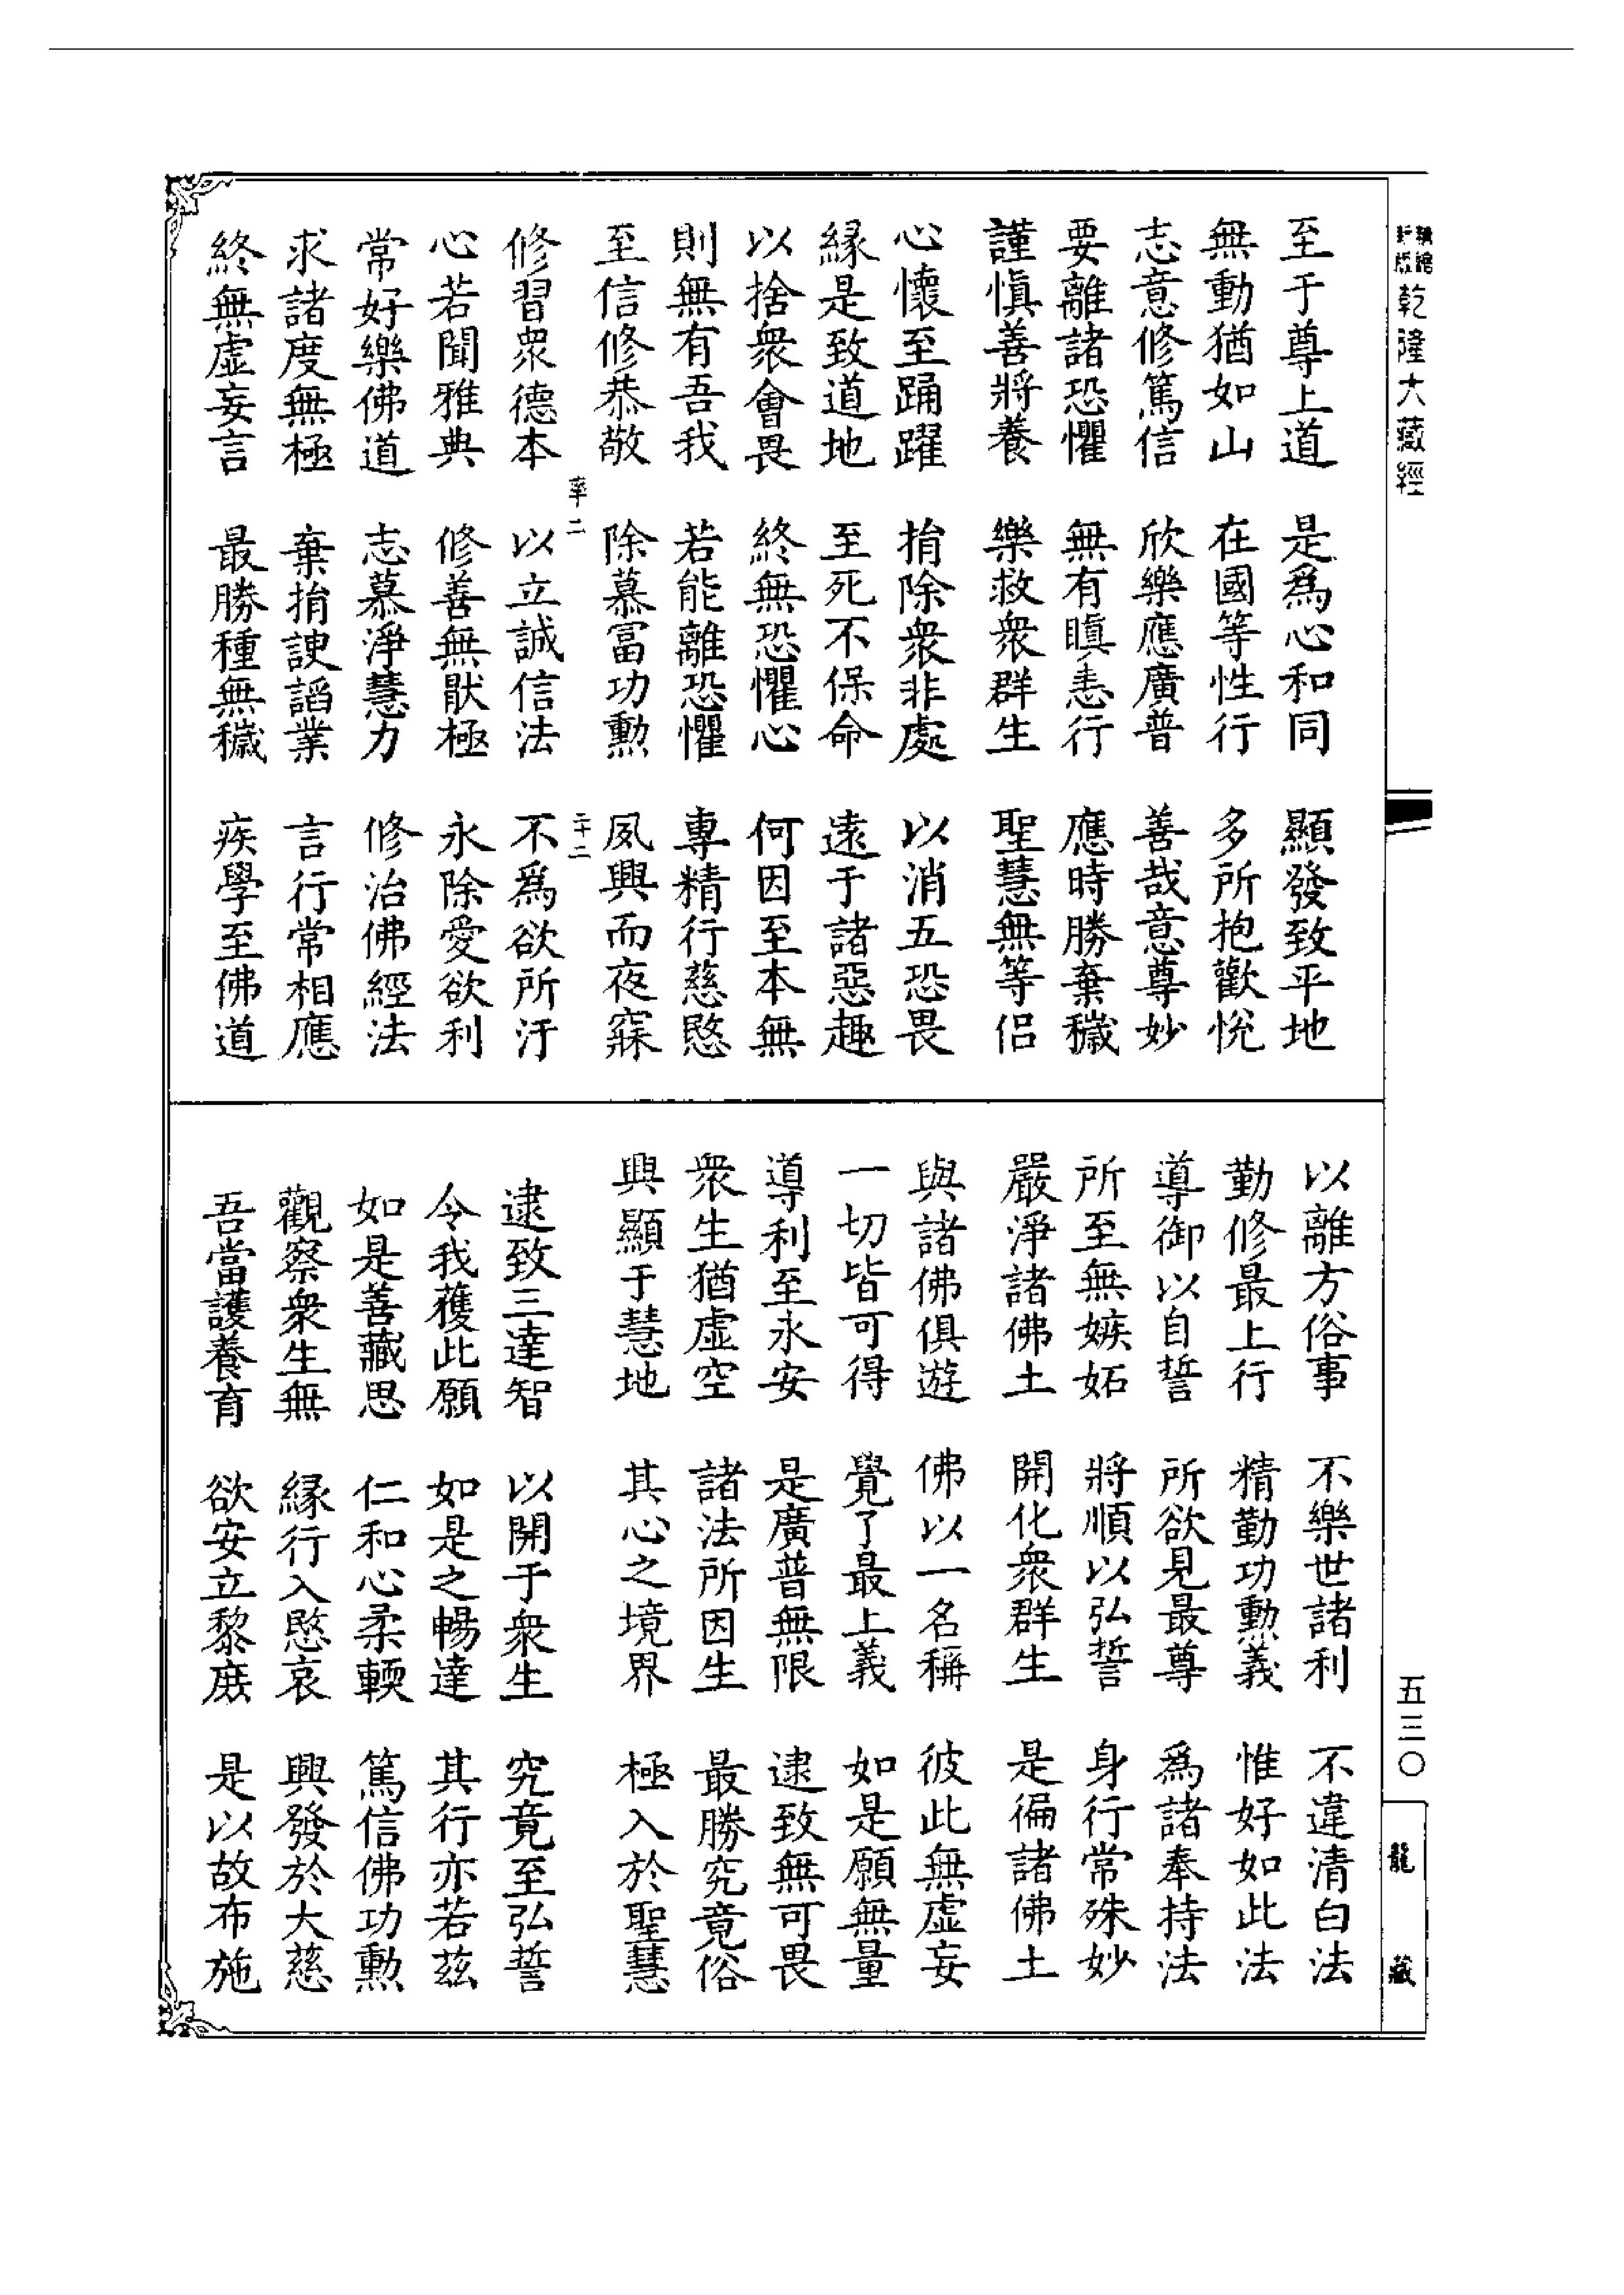 乾隆大藏經
至于尊上道 是爲心和同 顯發致平地
無動猶如山 在國等性行 多所抱歡悅
志意修篤信 欣樂應廣普 善哉意尊妙
要離諸恐懼 無有瞋恚行 應時勝棄穢
謹慎善將養 樂救衆群生 聖慧無等侶
心懷至踊躍 捐除衆非處 以消五恐畏
縁是致道地 至死不保命 遠于諸惡趣
以捨衆會畏 終無恐懼心 何因至本無
則無有吾我 若能離恐懼 專精行慈愍
至信修恭敬 除慕富功勲 夙興而夜寐
率二 二十二
修習衆德本 以立誠信法 不爲欲所汙
心若聞雅典 修善無猒極 永除愛欲利
常好樂佛道 志慕淨慧力 修治佛經法
求諸度無極 棄捐諛諂業 言行常相應
終無虛妄言 最勝種無穢 疾學至佛道
以離方俗事 不樂世諸利 不違清白法
勤修最上行 精勤功勲義 惟好如此法
導御以自誓 所欲見最尊 爲諸奉持法
所至無嫉妬 將順以弘誓 身行常殊妙
嚴淨諸佛土 開化衆群生 是徧諸佛土
與諸佛俱遊 佛以一名稱 彼此無虛妄
一切皆可得 覺了最上義 如是願無量
導利至永安 是廣普無限 逮致無可畏
衆生猶虛空 諸法所因生 最勝究竟俗
興顯于慧地 其心之境界 極入於聖慧
逮致三達智 以開于衆生 究竟至弘誓
令我蒦此願 如是之暢達 其行亦若茲
如是善藏思 仁和心柔輭 篤信佛功勲
觀察衆生無 縁行入愍哀 興發於大慈
吾當護養育 欲安立黎庶 是以故布施
五三〇
龍藏